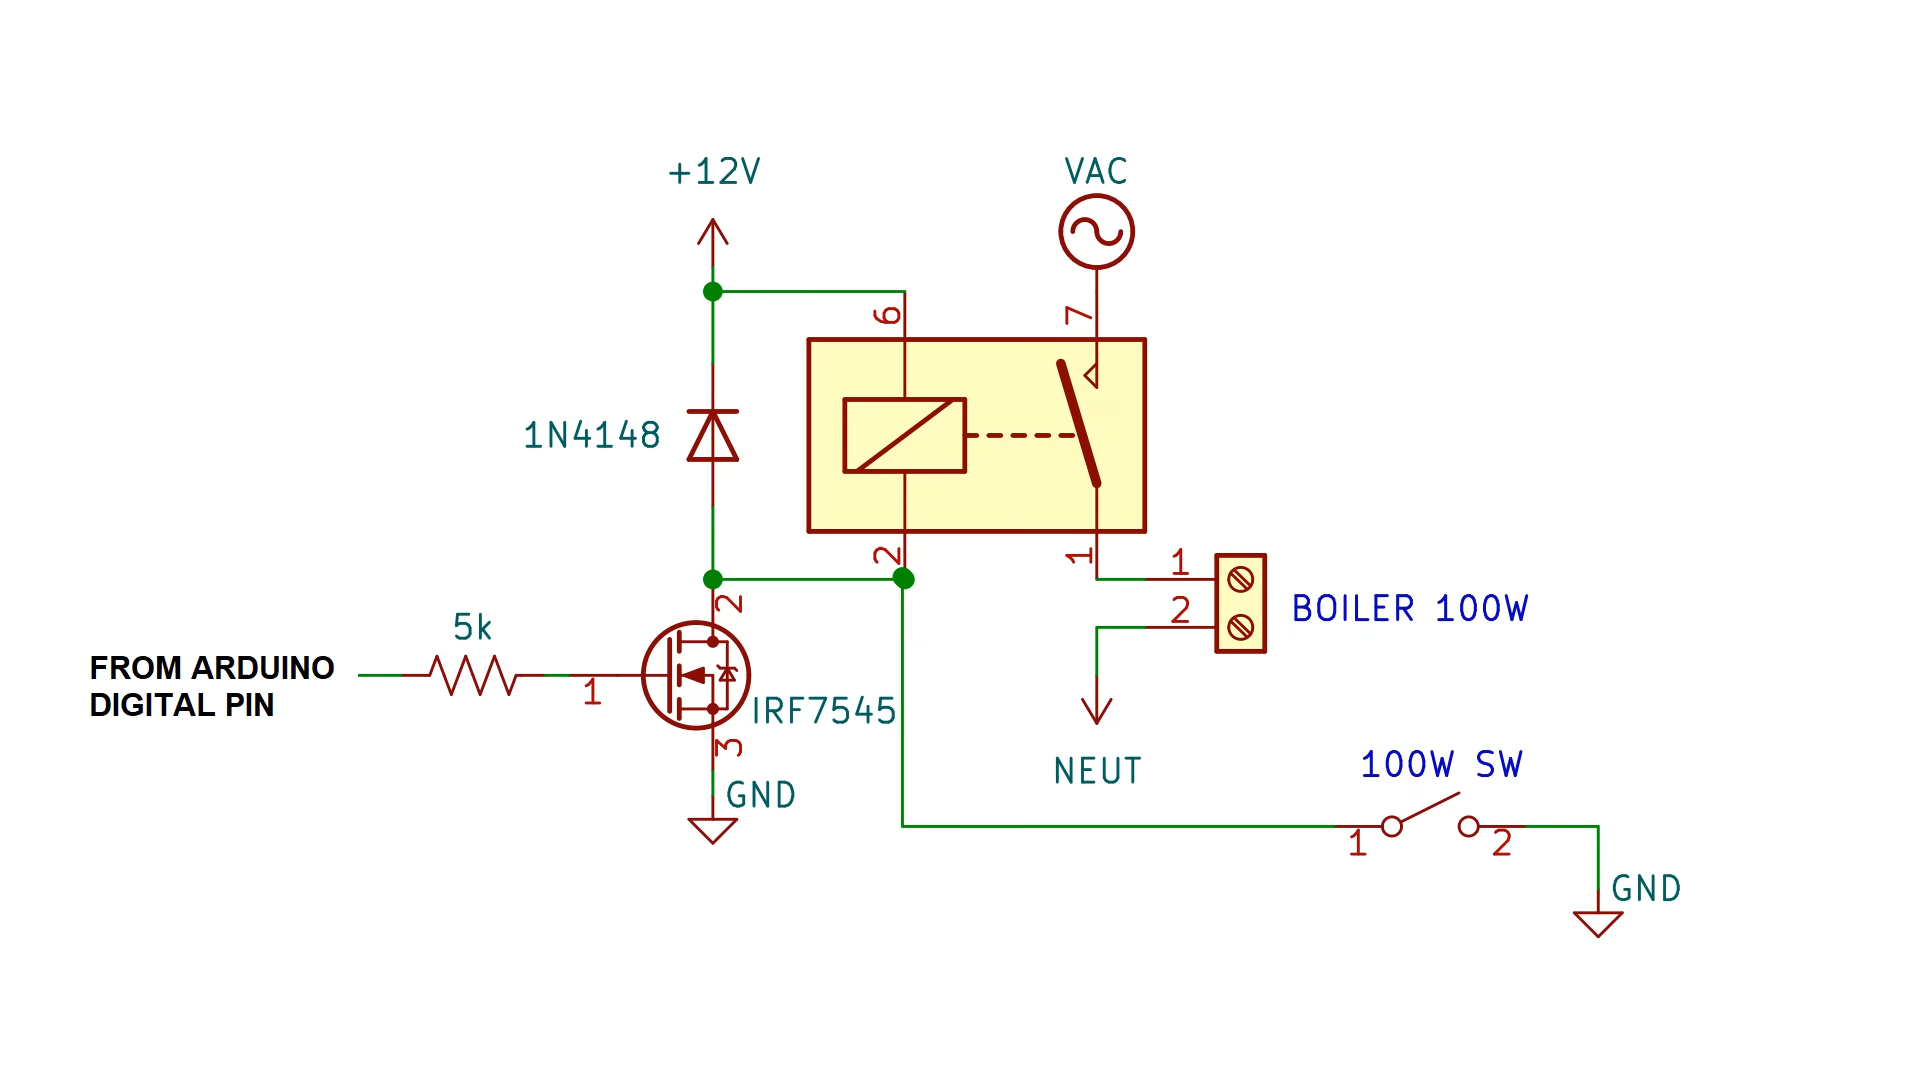 +12V
VAC
6
7
1N4148
2
1
1
2
BOILER 100W
5k
2
FROM ARDUINO
DIGITAL PIN
1
IRF7545
3
GND
NEUT
100W SW
1
2
GND